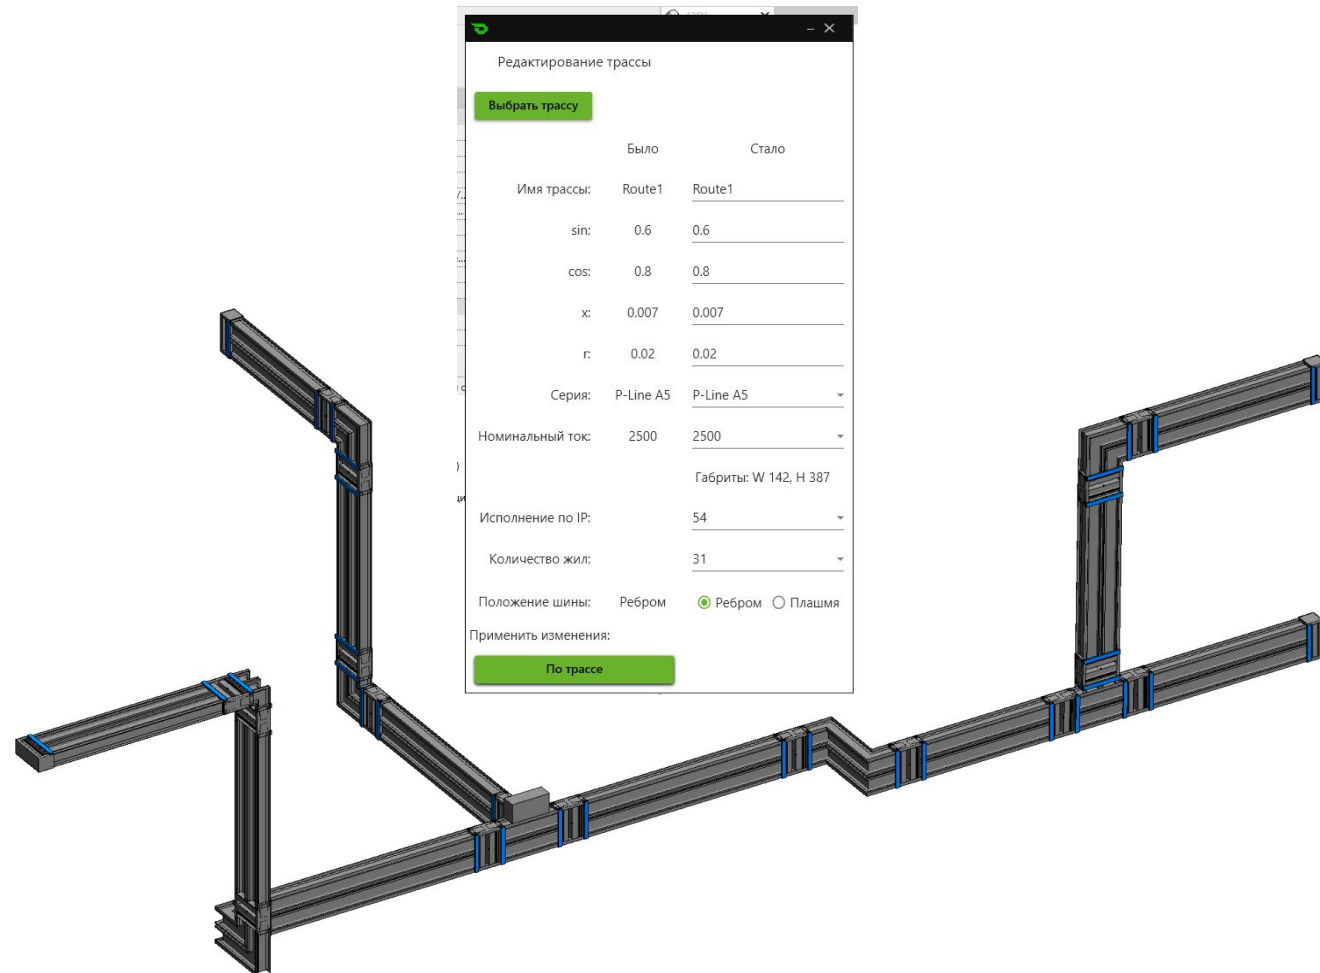 Редактирование трассы
Выбрать трассу
Было Стало
Имя трассы: Route1 Route1
sin: 0.6 0.6
cos: 0.8 0.8
x: 0.007 0.007
r: 0.02 0.02
Серия: P-Line A5 P-Line A5
Номинальный ток: 2500 2500
Габриты: W 142, H 387
Исполнение по IP: 54
Количество жил: 31
Положение шины: Ребром Ребром Плашмя
Применить изменения:
По трассе